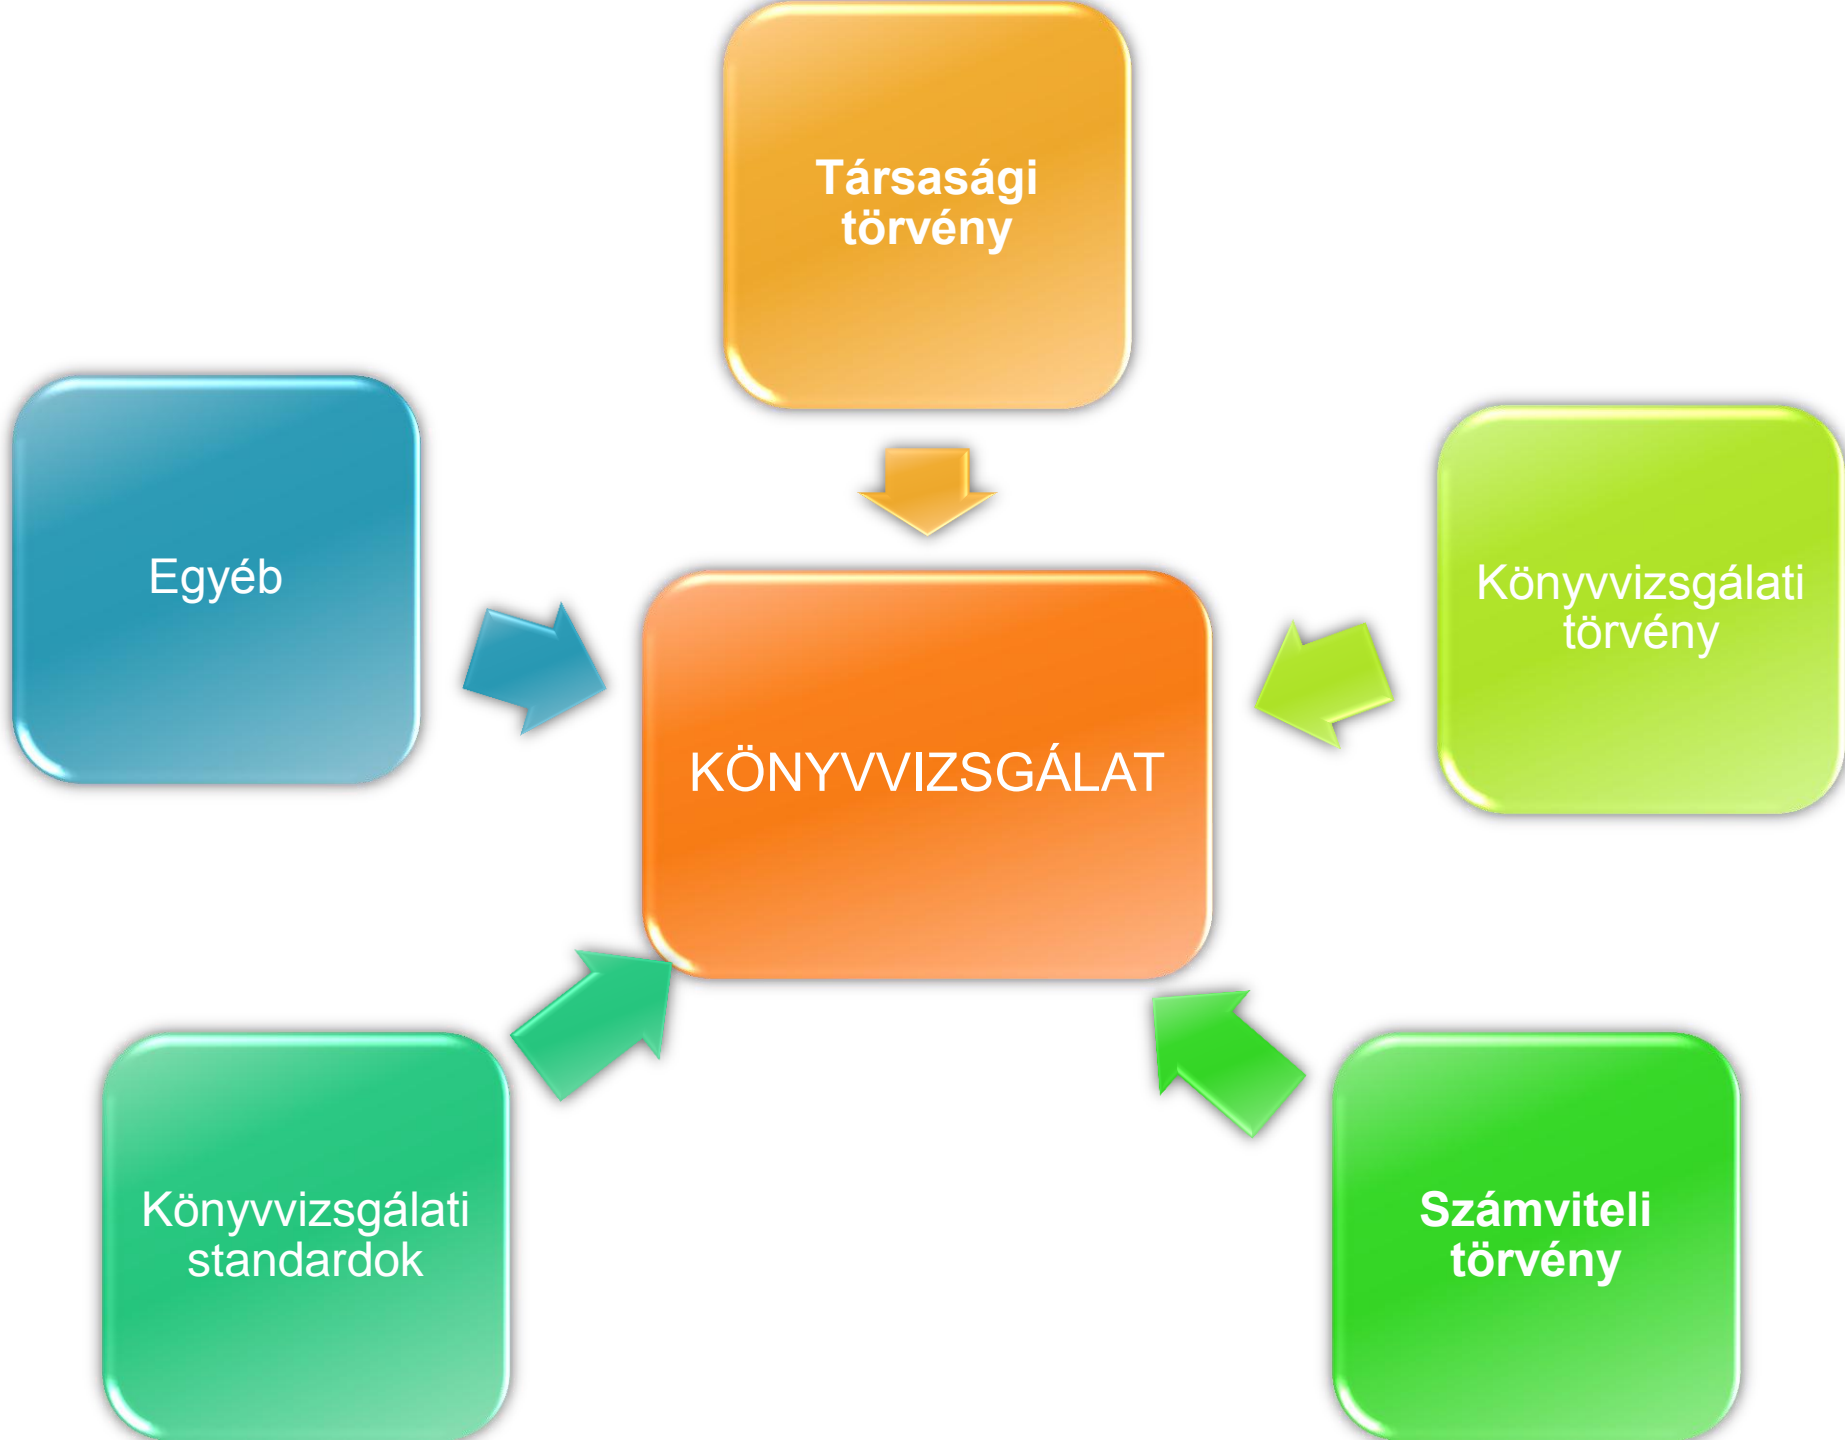 Társasági
törvény
Egyéb
Könyvvizsgálati
törvény
KÖNYVVIZSGÁLAT
Könyvvizsgálati
standardok
Számviteli
törvény